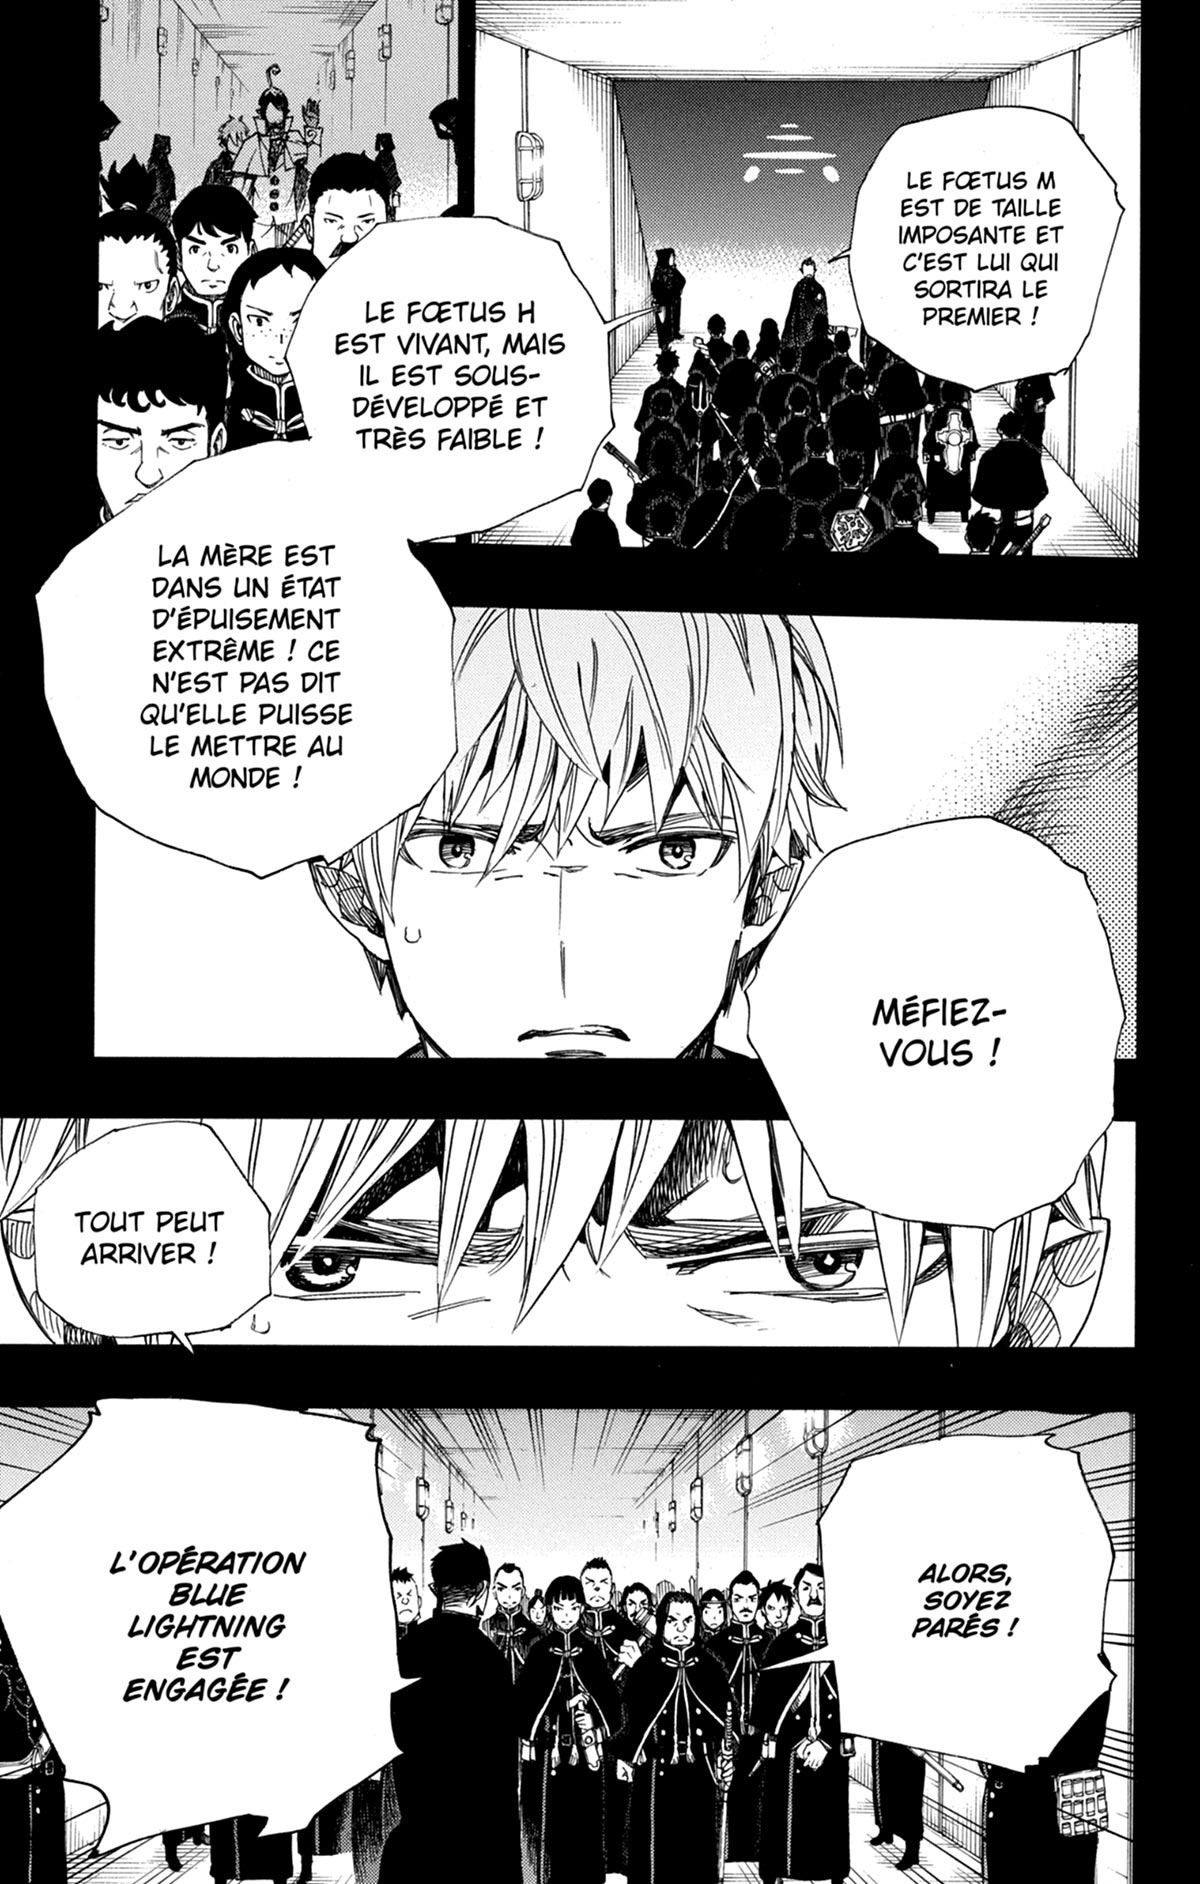 LE FŒTUS M
EST DE TAILLE
IMPOSANTE ET
C'EST LUI QUI
SORTIRA LE
PREMIER !
LE FŒTUS H
EST VIVANT, MAIS
IL EST SOUS-
DÉVELOPPÉ ET
TRÈS FAIBLE !
LA MÈRE EST
DANS UN ÉTAT
D'ÉPUISEMENT
EXTRÊME ! CE
N'EST PAS DIT
QU'ELLE PUISSE
LE METTRE AU
MONDE !
MÉFIEZ-
VOUS !
TOUT PEUT
ARRIVER !
ALORS,
SOYEZ
PARÉS !
L'OPÉRATION
BLUE
LIGHTNING
EST
ENGAGÉE !